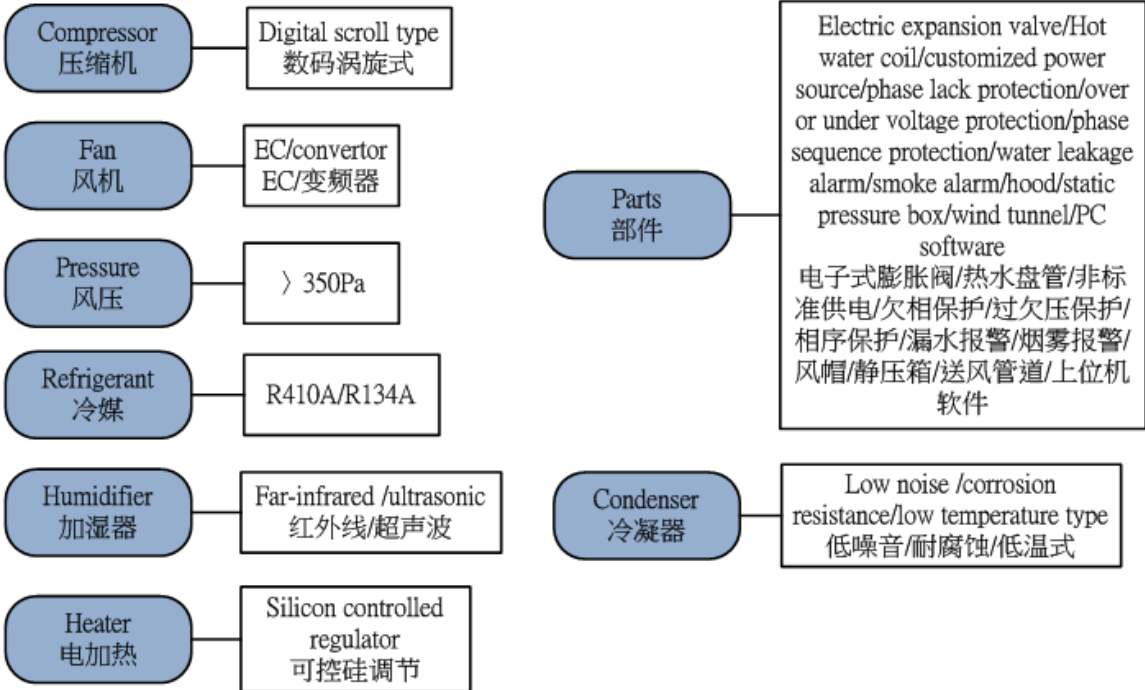 Compressor
压缩机
Digital scroll type
数码涡旋式
Fan
风机
EC/convertor
EC/变频器
Pressure
风压
〉350Pa
Refrigerant
冷媒
R410A/R134A
Humidifier
加湿器
Far-infrared /ultrasonic
红外线/超声波
Heater
电加热
Silicon controlled
regulator
可控硅调节
Parts
部件
Electric expansion valve/Hot
water coil/customized power
source/phase lack protection/over
or under voltage protection/phase
sequence protection/water leakage
alarm/smoke alarm/hood/static
pressure box/wind tunnel/PC
software
电子式膨胀阀/热水盘管/非标
准供电/欠相保护/过欠压保护/
相序保护/漏水报警/烟雾报警/
风帽/静压箱/送风管道/上位机
软件
Condenser
冷凝器
Low noise /corrosion
resistance/low temperature type
低噪音/耐腐蚀/低温式